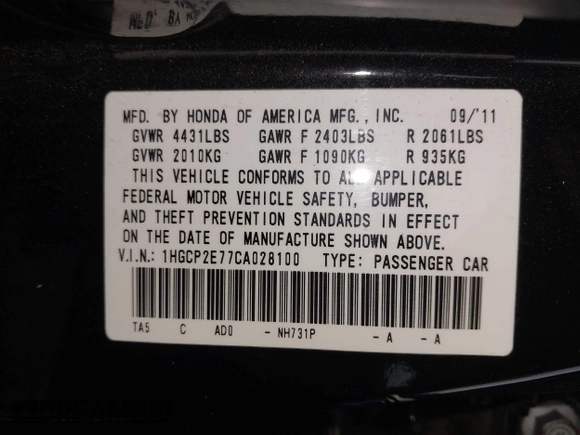 MFD. BY HONDA OF AMERICA MFG., INC. 09/'11
GVWR 4431LBS GAWR F 2403LBS R 2061LBS
GVWR 2010KG GAWR F 1090KG R 935KG
THIS VEHICLE CONFORMS TO ALL APPLICABLE
FEDERAL MOTOR VEHICLE SAFETY, BUMPER,
AND THEFT PREVENTION STANDARDS IN EFFECT
ON THE DATE OF MANUFACTURE SHOWN ABOVE.
V.I.N.: 1HGCP2E77CA028100 TYPE: PASSENGER CAR
TA5 C AD0 - NH731P - A - A